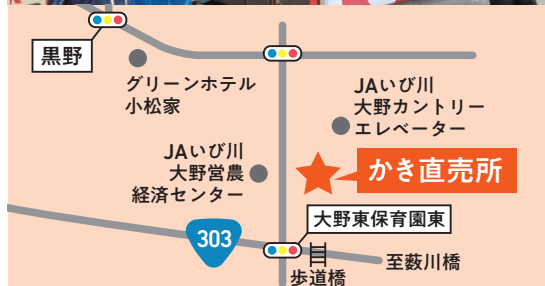 黒野
グリーンホテル
小松家
JAいび川
大野カントリー
エレベーター
JAいび川
大野営農
経済センター
かき直売所
大野東保育園東
303
歩道橋
至薮川橋